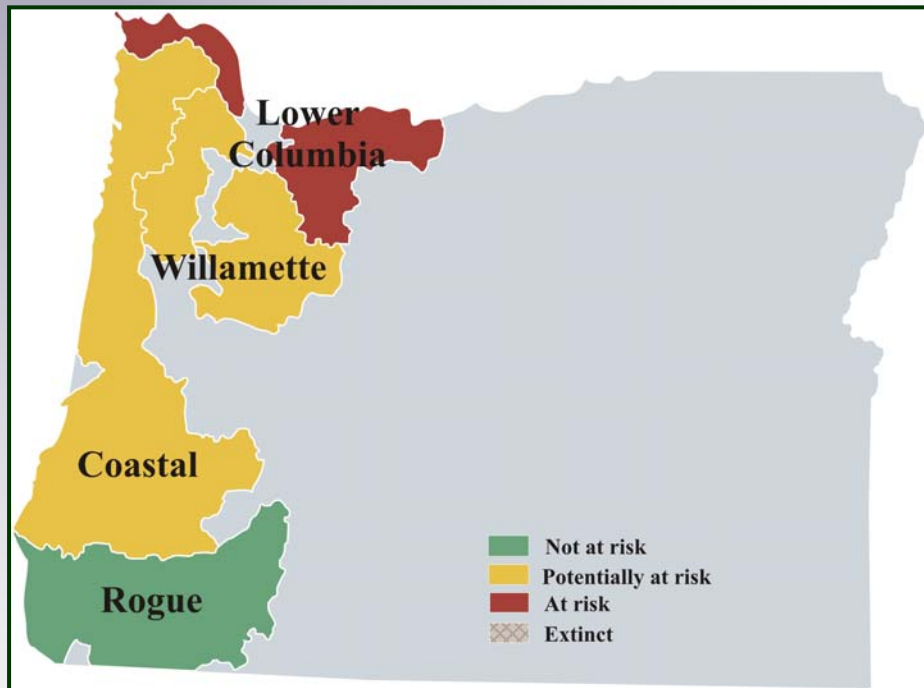 Lower
Columbia
Willamette
Coastal
Rogue
Not at risk
Potentially at risk
At risk
Extinct